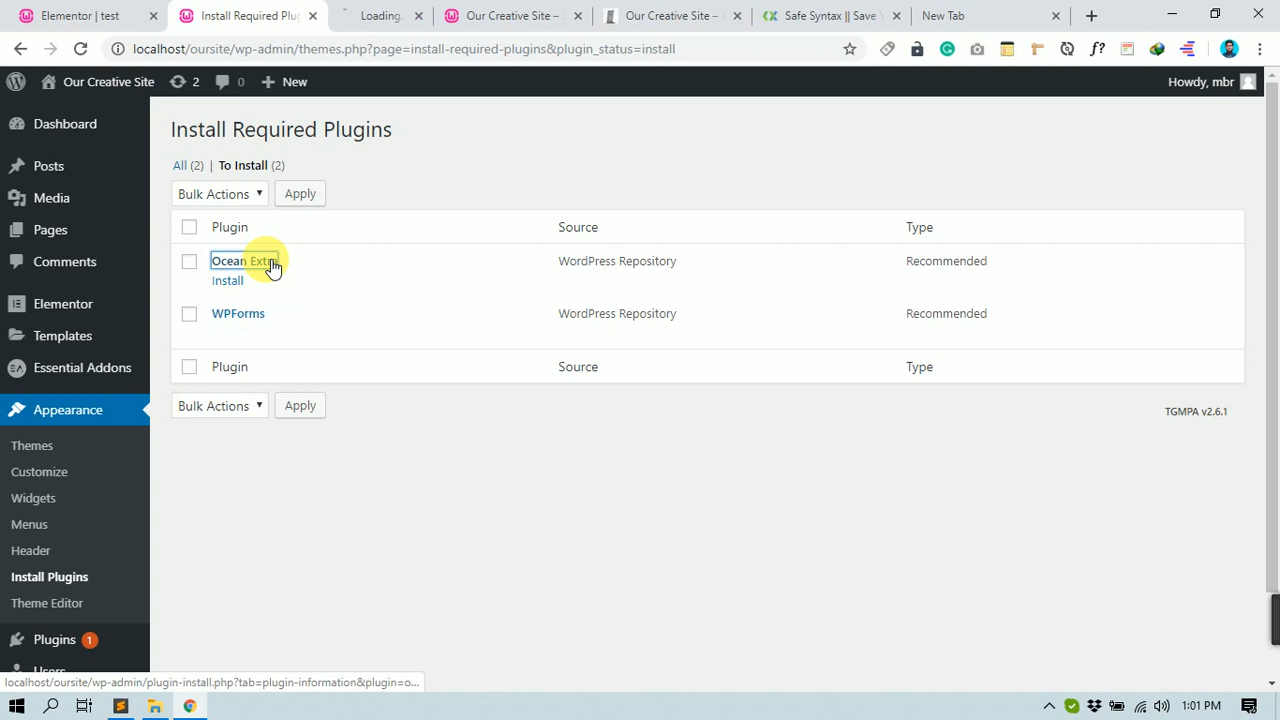 Elementor | test
Install Required Plug
Loading.
Our Creative Site –
Our Creative Site –
Safe Syntax || Save
New Tab
localhost/oursite/wp-admin/themes.php?page=install-required-plugins&plugin_status=install
f?
Our Creative Site
2
0
New
Howdy, mbr
Dashboard
Posts
Media
Pages
Comments
Elementor
Templates
EA Essential Addons
Appearance
Themes
Customize
Widgets
Menus
Header
Install Plugins
Theme Editor
Plugins 1
Users
Install Required Plugins
All (2) | To Install (2)
Bulk Actions
Apply
Plugin Source Type
Ocean Extra WordPress Repository Recommended
Install
WPForms WordPress Repository Recommended
Plugin Source Type
Bulk Actions
Apply
TGMPA v2.6.1
localhost/oursite/wp-admin/plugin-install.php?tab=plugin-information&plugin=o...
1:01 PM